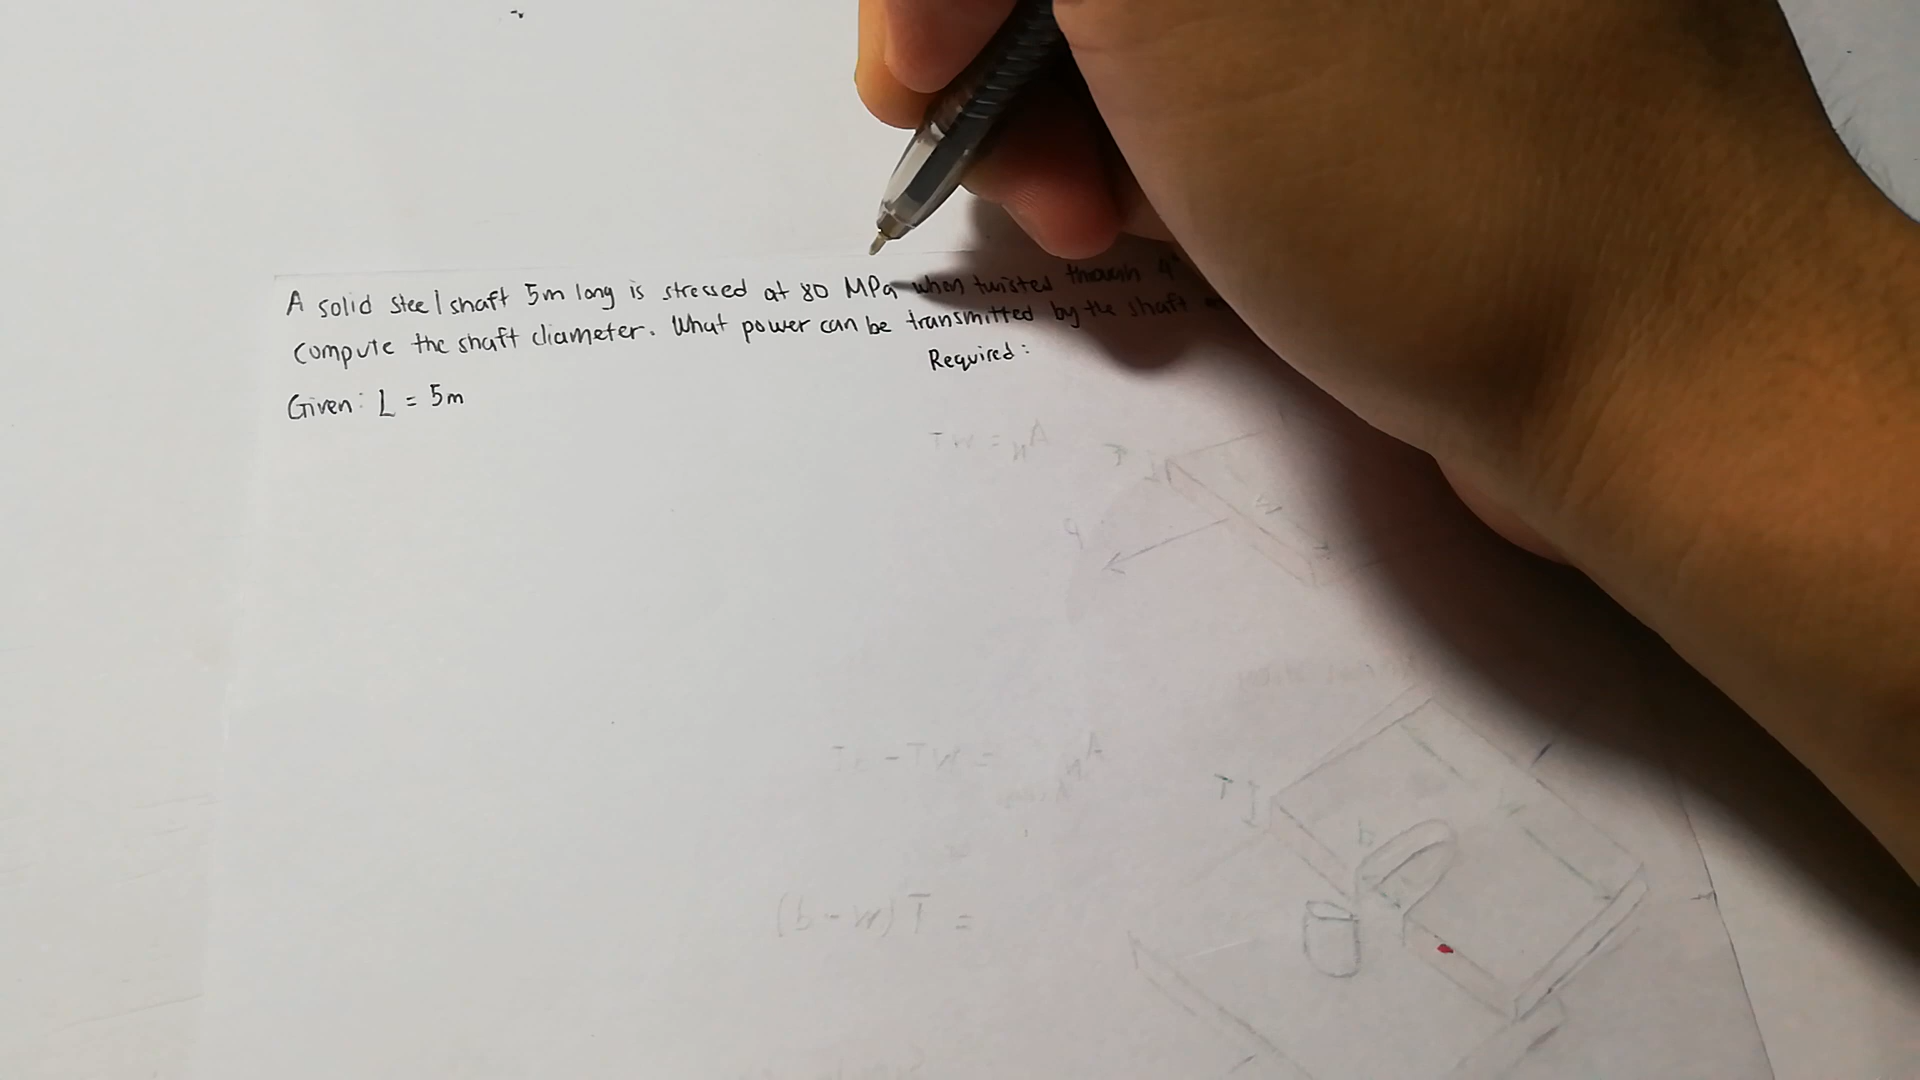 A solid steel shaft 5m long is stressed at 80 MPa when twisted through 4°
Compute the shaft diameter. What power can be transmitted by the shaft
Required:
Given: L = 5m